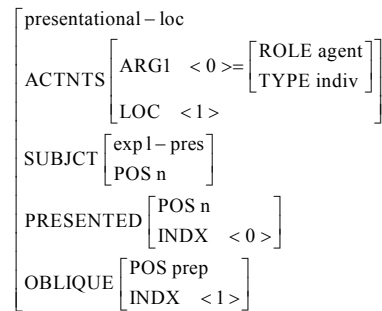 presentational – loc
ROLE agent
ACTNTS ARG1 < 0 >=
TYPE indiv
LOC < 1 >
SUBJCT exp l – pres
POS n
PRESENTED POS n
INDX < 0 >
OBLIQUE POS prep
INDX < 1 >